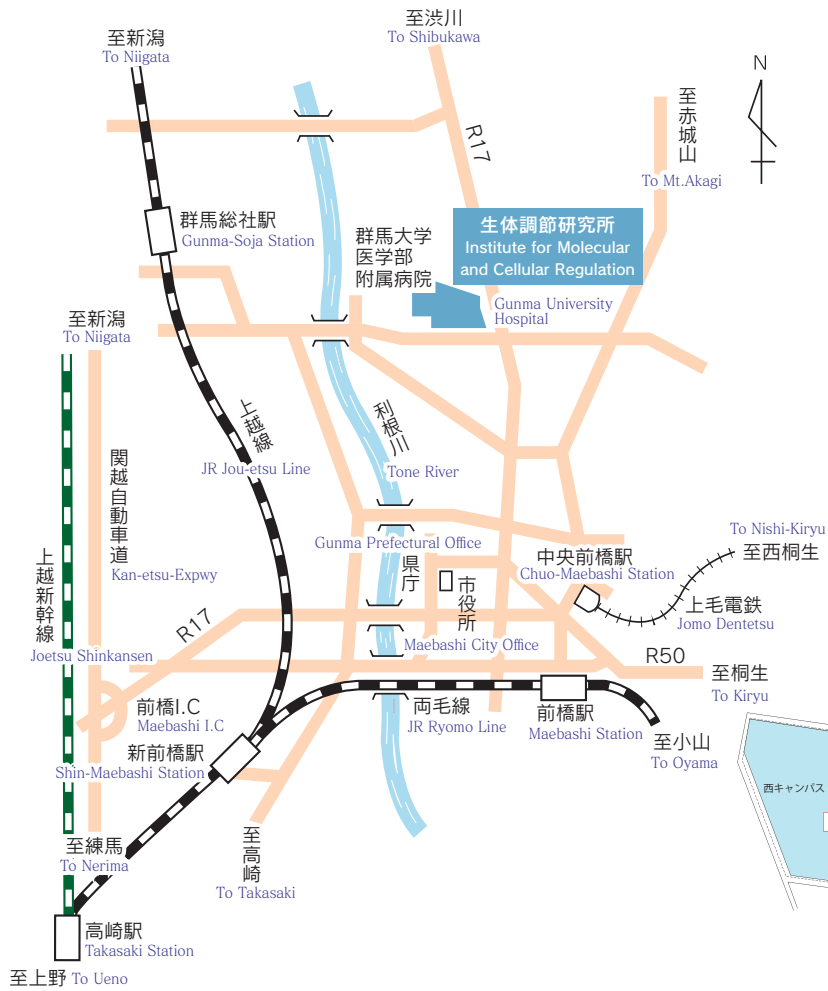 至渋川
To Shibukawa
至新潟
To Niigata
N
至赤城山
To Mt.Akagi
R17
群馬総社駅
Gunma-Soja Station
群馬大学
医学部
附属病院
生体調節研究所
Institute for Molecular
and Cellular Regulation
Gunma University
Hospital
至新潟
To Niigata
上越線
JR Jou-etsu Line
利根川
Tone River
関越自動車道
Kan-etsu-Expwy
上越新幹線
Joetsu Shinkansen
Gunma Prefectural Office
県庁
市役所
Maebashi City Office
中央前橋駅
Chuo-Maebashi Station
To Nishi-Kiryu
至西桐生
上毛電鉄
Jomo Dentetsu
R17
R50
至桐生
To Kiryu
前橋I.C
Maebashi I.C
両毛線
JR Ryomo Line
前橋駅
Maebashi Station
至小山
To Oyama
新前橋駅
Shin-Maebashi Station
西キャンパス
至練馬
To Nerima
至高崎
To Takasaki
高崎駅
Takasaki Station
至上野 To Ueno